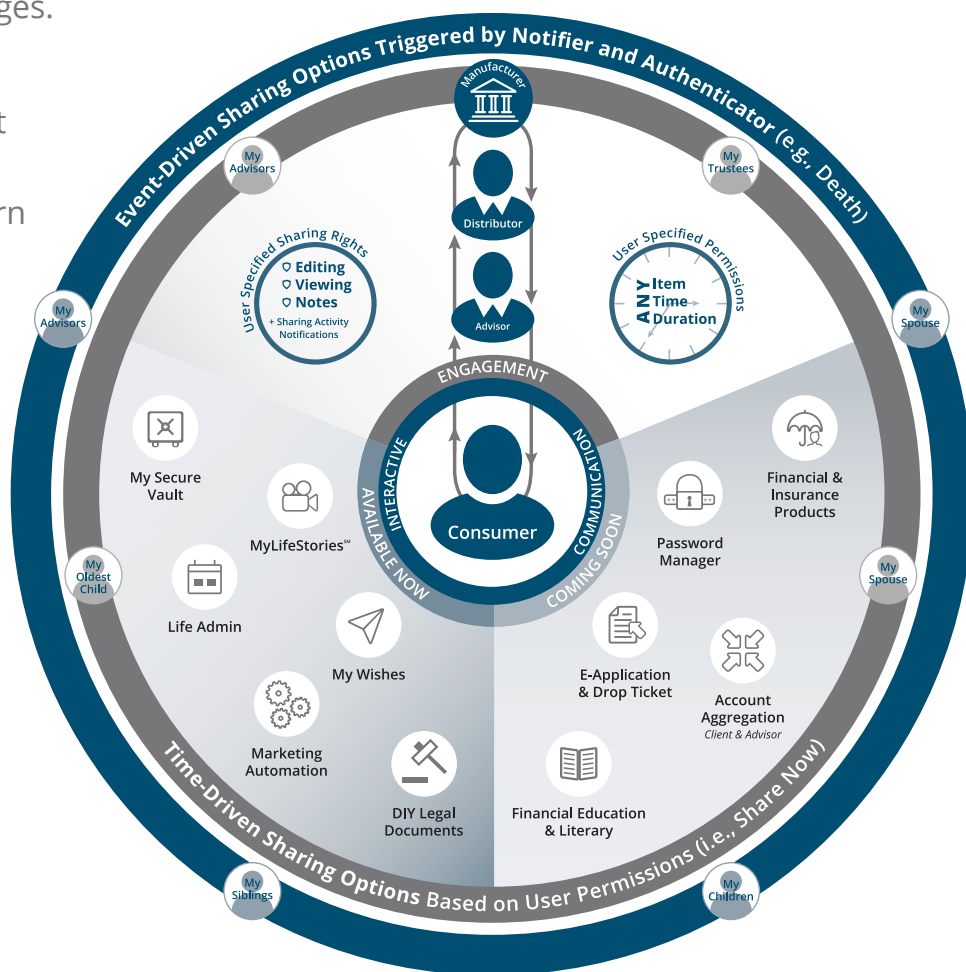 ges.
t
rn
Event-Driven Sharing Options Triggered by Notifier and Authenticator (e.g., Death)
Manufacturer
My
Advisors
My
Trustees
Distributor
User Specified Sharing Rights
Editing
Viewing
Notes
+ Sharing Activity
Notifications
User Specified Permissions
ANY
Item
Time
Duration
My
Advisors
My
Spouse
Advisor
ENGAGEMENT
INTERACTIVE
COMMUNICATION
Consumer
AVAILABLE NOW
COMING SOON
My Secure
Vault
MyLifeStories℠
Life Admin
My Wishes
Marketing
Automation
DIY Legal
Documents
Financial &
Insurance
Products
Password
Manager
E-Application
& Drop Ticket
Account
Aggregation
Client & Advisor
Financial Education
& Literary
My
Oldest
Child
My
Spouse
Time-Driven Sharing Options Based on User Permissions (i.e., Share Now)
My
Siblings
My
Children